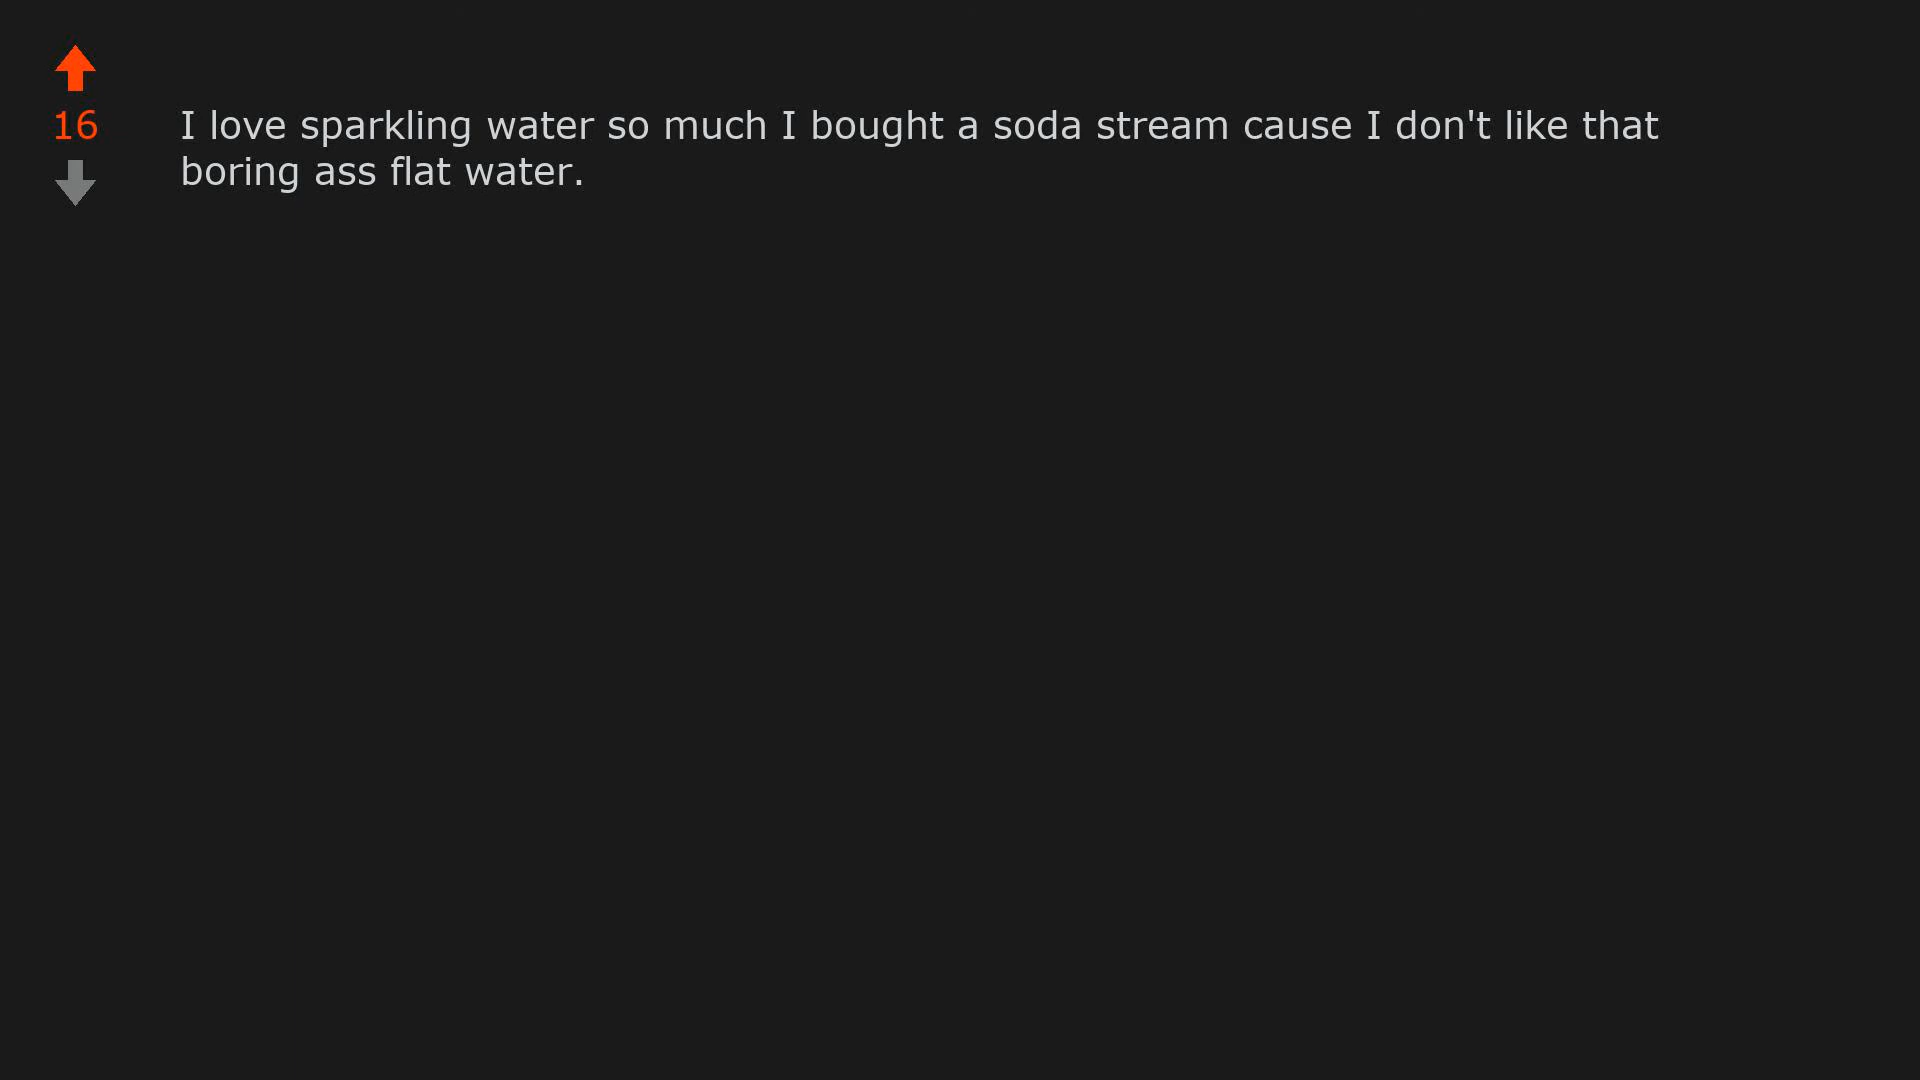 16
I love sparkling water so much I bought a soda stream cause I don't like that
boring ass flat water.